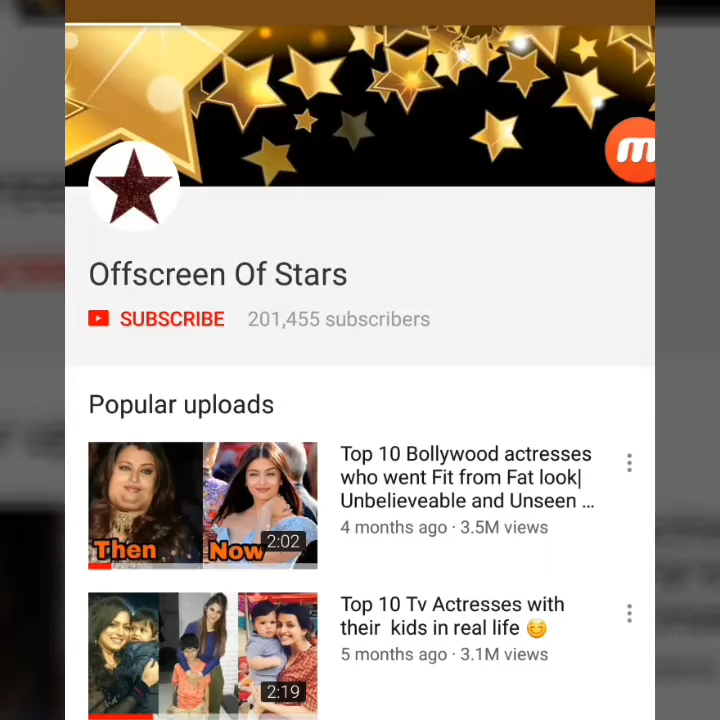 m
Offscreen Of Stars
SUBSCRIBE 201,455 subscribers
Popular uploads
Then
Now
2:02
Top 10 Bollywood actresses
who went Fit from Fat look|
Unbelieveable and Unseen ...
4 months ago · 3.5M views
2:19
Top 10 Tv Actresses with
their kids in real life 😊
5 months ago · 3.1M views